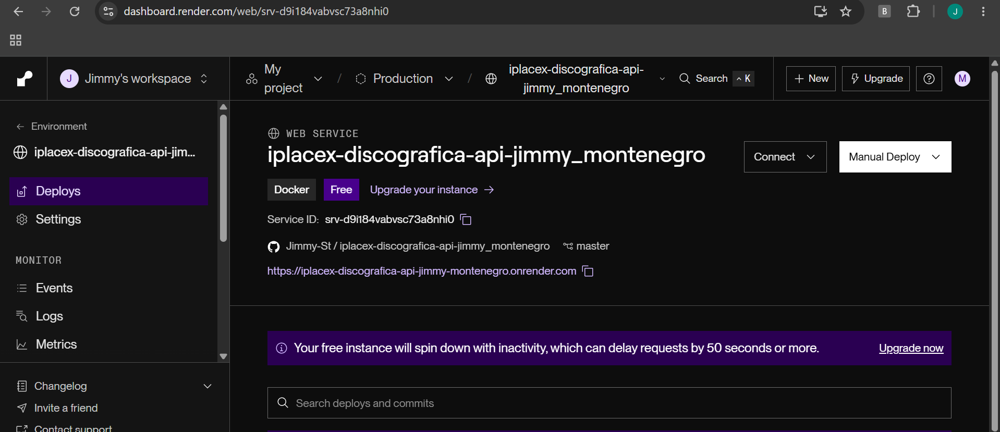 dashboard.render.com/web/srv-d9i184vabvsc73a8nhi0
B
J
J
Jimmy's workspace
My project
/
Production
/
iplacex-discografica-api-jimmy_montenegro
Search
^ K
+ New
Upgrade
M
← Environment
iplacex-discografica-api-jim...
Deploys
Settings
MONITOR
Events
Logs
Metrics
Changelog
Invite a friend
Contact support
WEB SERVICE
iplacex-discografica-api-jimmy_montenegro
Connect
Manual Deploy
Docker
Free
Upgrade your instance →
Service ID: srv-d9i184vabvsc73a8nhi0
Jimmy-St / iplacex-discografica-api-jimmy_montenegro
master
https://iplacex-discografica-api-jimmy-montenegro.onrender.com
Your free instance will spin down with inactivity, which can delay requests by 50 seconds or more.
Upgrade now
Search deploys and commits